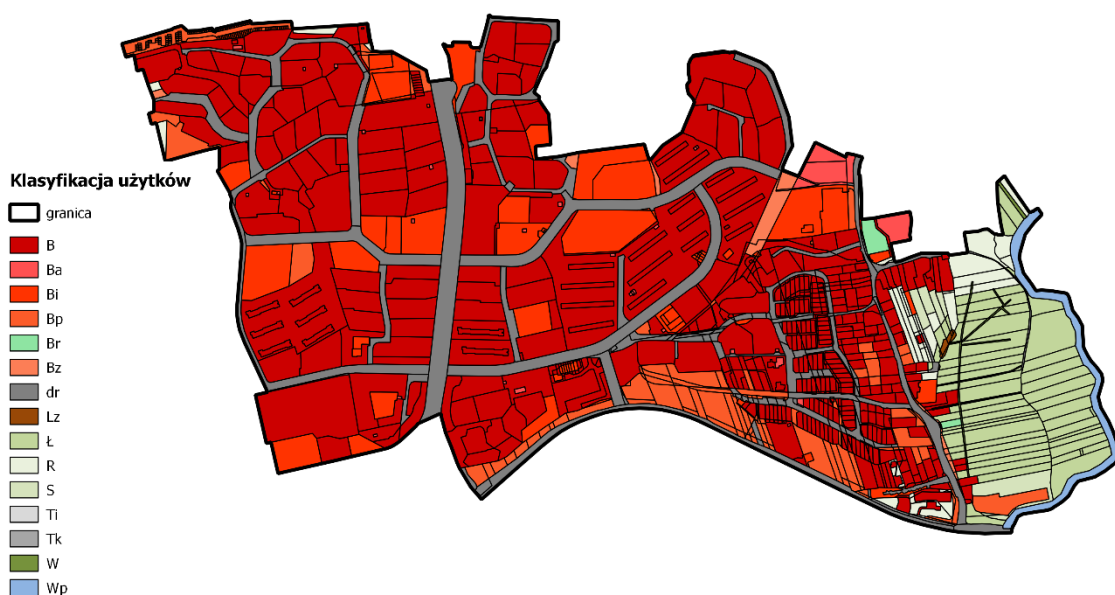 Klasyfikacja użytków
granica
B
Ba
Bi
Bp
Br
Bz
dr
Lz
Ł
R
S
Ti
Tk
W
Wp